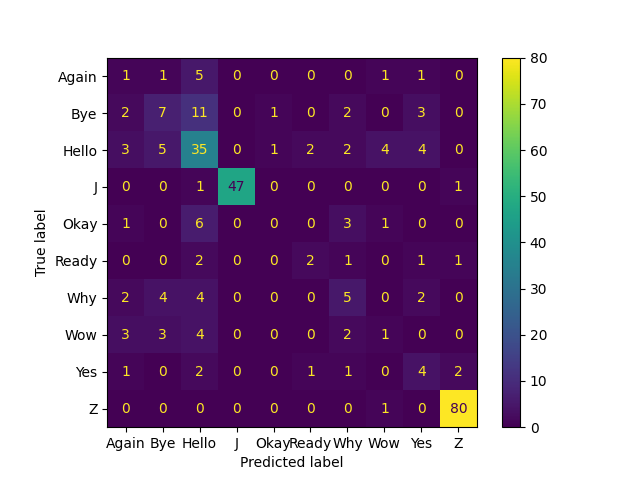 True label
Again 1 1 5 0 0 0 0 1 1 0
Bye 2 7 11 0 1 0 2 0 3 0
Hello 3 5 35 0 1 2 2 4 4 0
J 0 0 1 47 0 0 0 0 0 1
Okay 1 0 6 0 0 0 3 1 0 0
Ready 0 0 2 0 0 2 1 0 1 1
Why 2 4 4 0 0 0 5 0 2 0
Wow 3 3 4 0 0 0 2 1 0 0
Yes 1 0 2 0 0 1 1 0 4 2
Z 0 0 0 0 0 0 0 1 0 80
Again Bye Hello J Okay Ready Why Wow Yes Z
Predicted label
80
70
60
50
40
30
20
10
0